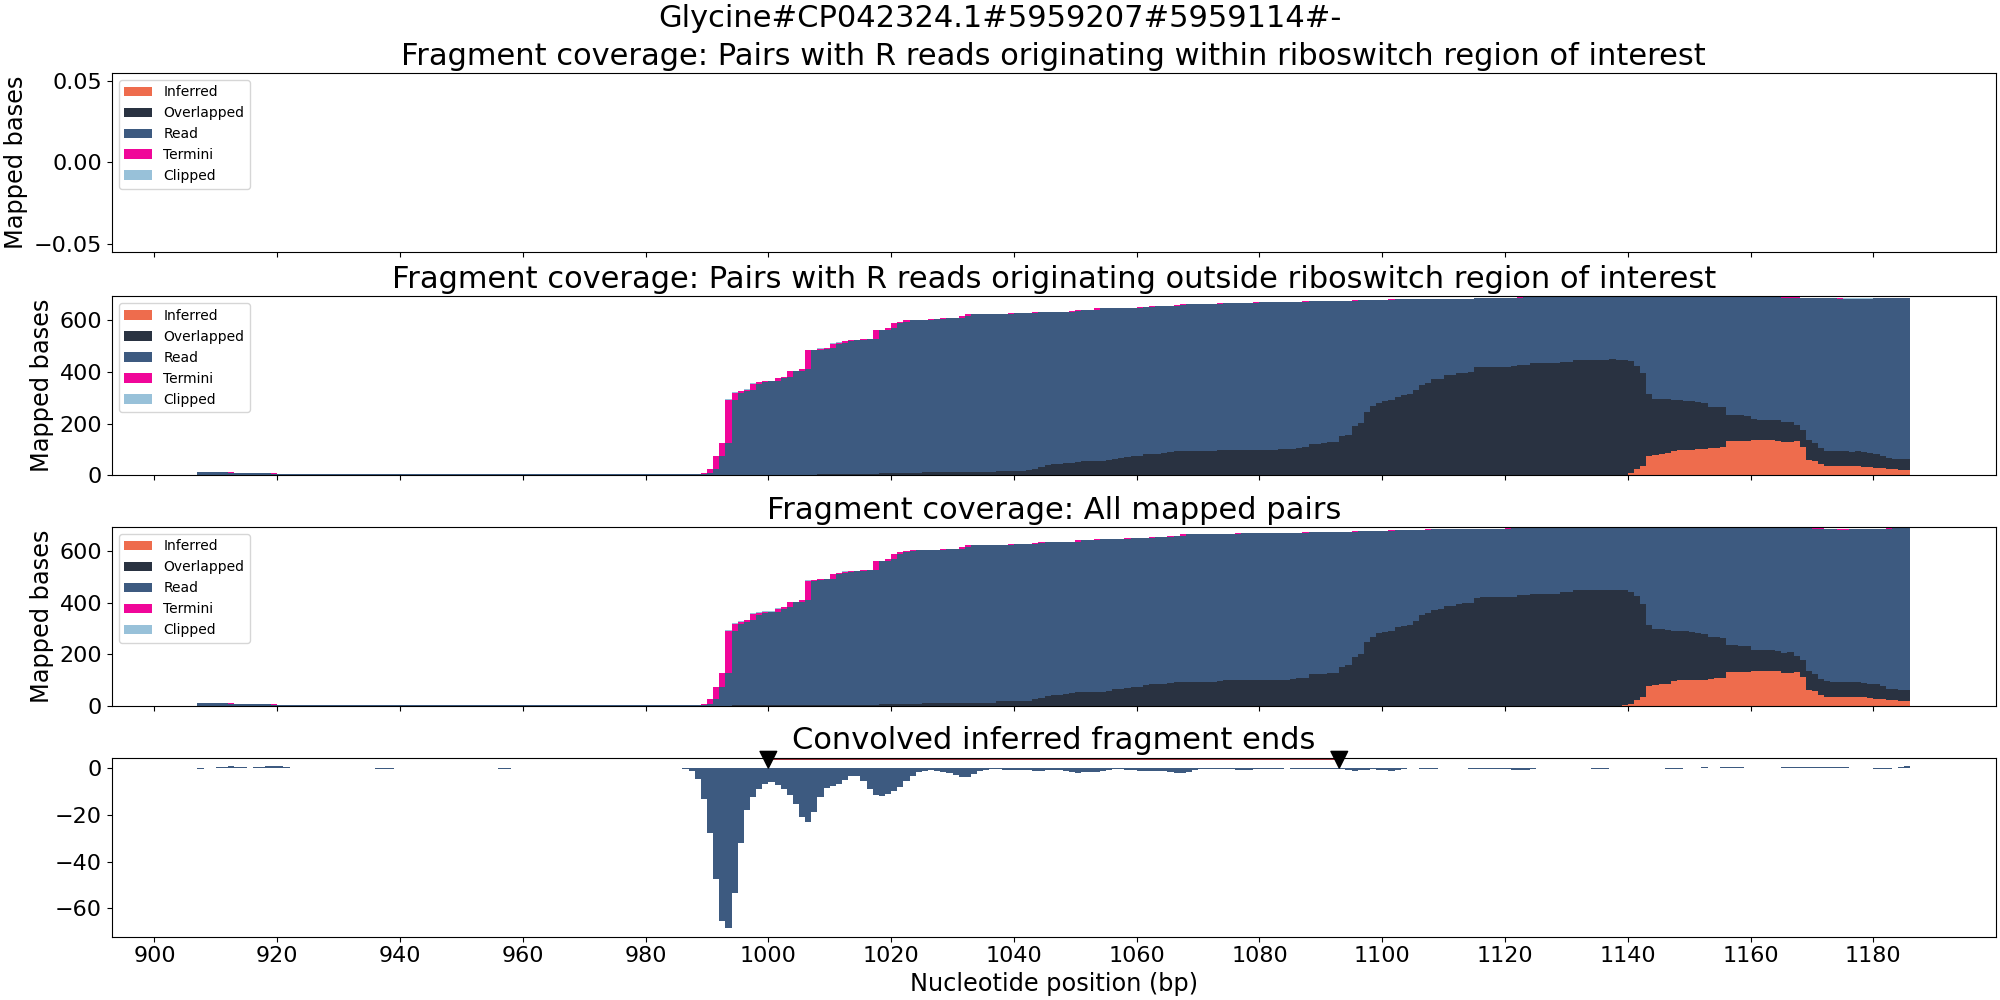 Glycine#CP042324.1#5959207#5959114#-
Fragment coverage: Pairs with R reads originating within riboswitch region of interest
Mapped bases
0.05
0.00
−0.05
Inferred
Overlapped
Read
Termini
Clipped
Fragment coverage: Pairs with R reads originating outside riboswitch region of interest
Mapped bases
600
400
200
0
Inferred
Overlapped
Read
Termini
Clipped
Fragment coverage: All mapped pairs
Mapped bases
600
400
200
0
Inferred
Overlapped
Read
Termini
Clipped
Convolved inferred fragment ends
0
−20
−40
−60
900 920 940 960 980 1000 1020 1040 1060 1080 1100 1120 1140 1160 1180
Nucleotide position (bp)